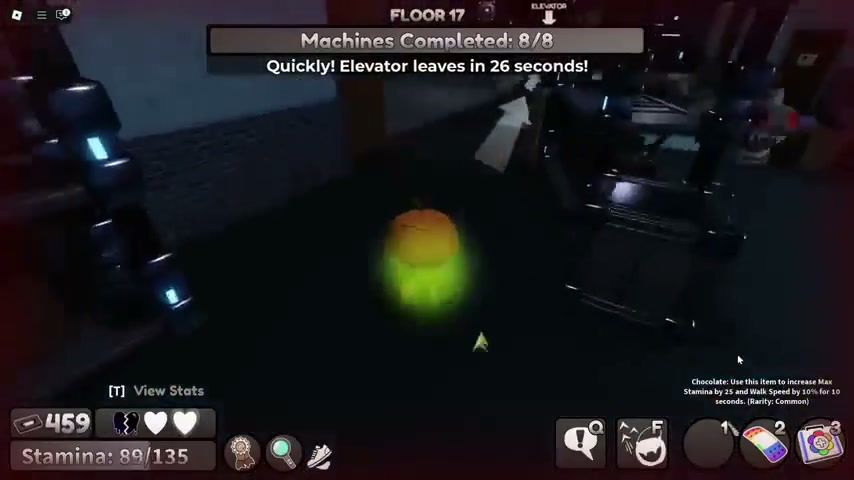 FLOOR 17
ELEVATOR
Machines Completed: 8/8
Quickly! Elevator leaves in 26 seconds!
Chocolate: Use this item to increase Max
Stamina by 25 and Walk Speed by 10% for 10
seconds. (Rarity: Common)
[T] View Stats
459
Stamina: 89/135
Q
F
1
2
3